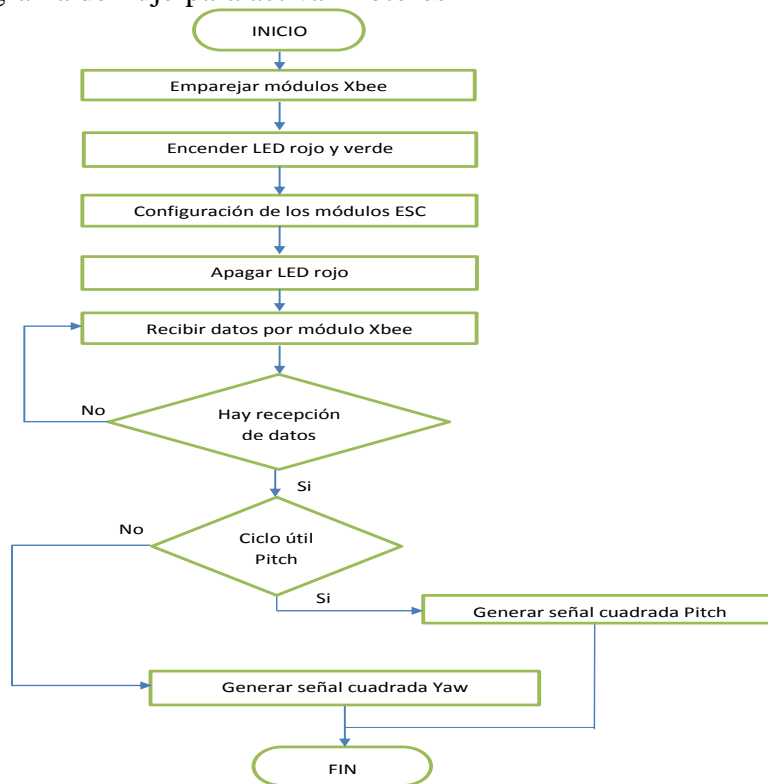 INICIO
Emparejar módulos Xbee
Encender LED rojo y verde
Configuración de los módulos ESC
Apagar LED rojo
Recibir datos por módulo Xbee
No
Hay recepción
de datos
Si
No
Ciclo útil
Pitch
Si
Generar señal cuadrada Pitch
Generar señal cuadrada Yaw
FIN